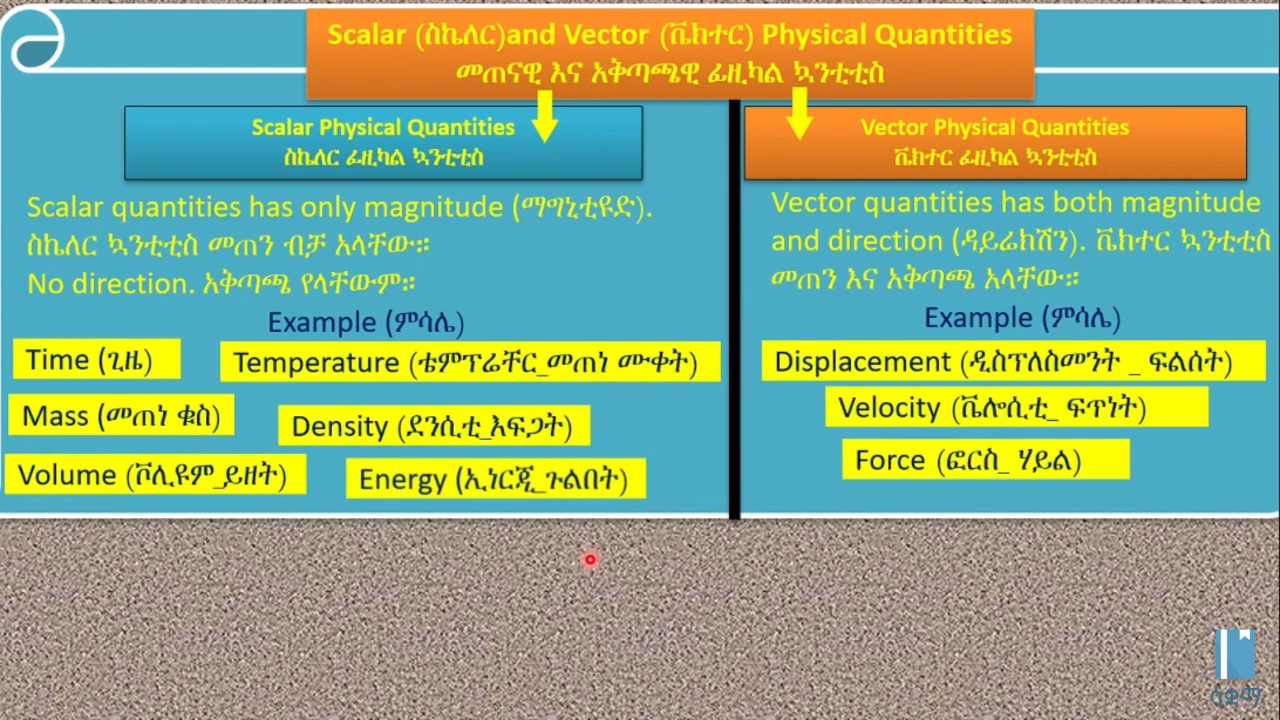 Scalar (ስኬለር)and Vector (ቬክተር) Physical Quantities
መጠናዊ እና አቅጣጫዊ ፊዚካል ኳንቲቲስ
Scalar Physical Quantities
ስኬለር ፊዚካል ኳንቲቲስ
Scalar quantities has only magnitude (ማግኒቲዩድ).
ስኬለር ኳንቲቲስ መጠን ብቻ አላቸው።
No direction. አቅጣጫ የላቸውም።
Example (ምሳሌ)
Time (ጊዜ)
Temperature (ቴምፕሬቸር_መጠነ ሙቀት)
Mass (መጠነ ቁስ)
Density (ደንሲቲ_እፍጋት)
Volume (ቮሊዩም_ይዘት)
Energy (ኢነርጂ_ጉልበት)
Vector Physical Quantities
ቬክተር ፊዚካል ኳንቲቲስ
Vector quantities has both magnitude
and direction (ዳይሬክሽን). ቬክተር ኳንቲቲስ
መጠን እና አቅጣጫ አላቸው።
Example (ምሳሌ)
Displacement (ዲስፕለስመንት _ ፍልሰት)
Velocity (ቬሎሲቲ_ ፍጥነት)
Force (ፎርስ_ ሃይል)